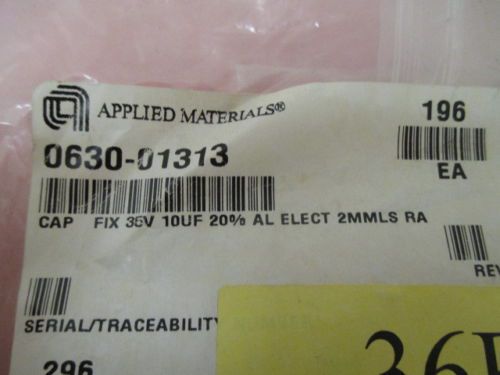 APPLIED MATERIALS®
196
0630-01313
EA
CAP FIX 35V 10UF 20% AL ELECT 2MMLS RA
REV
SERIAL/TRACEABILITY
296